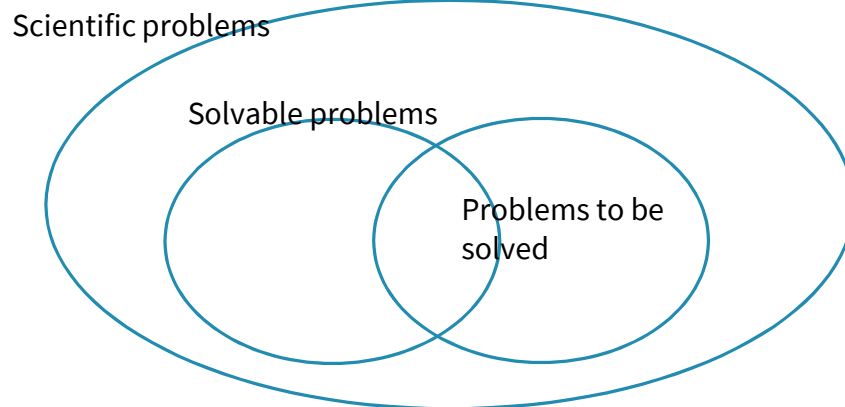 Scientific problems
Solvable problems
Problems to be
solved